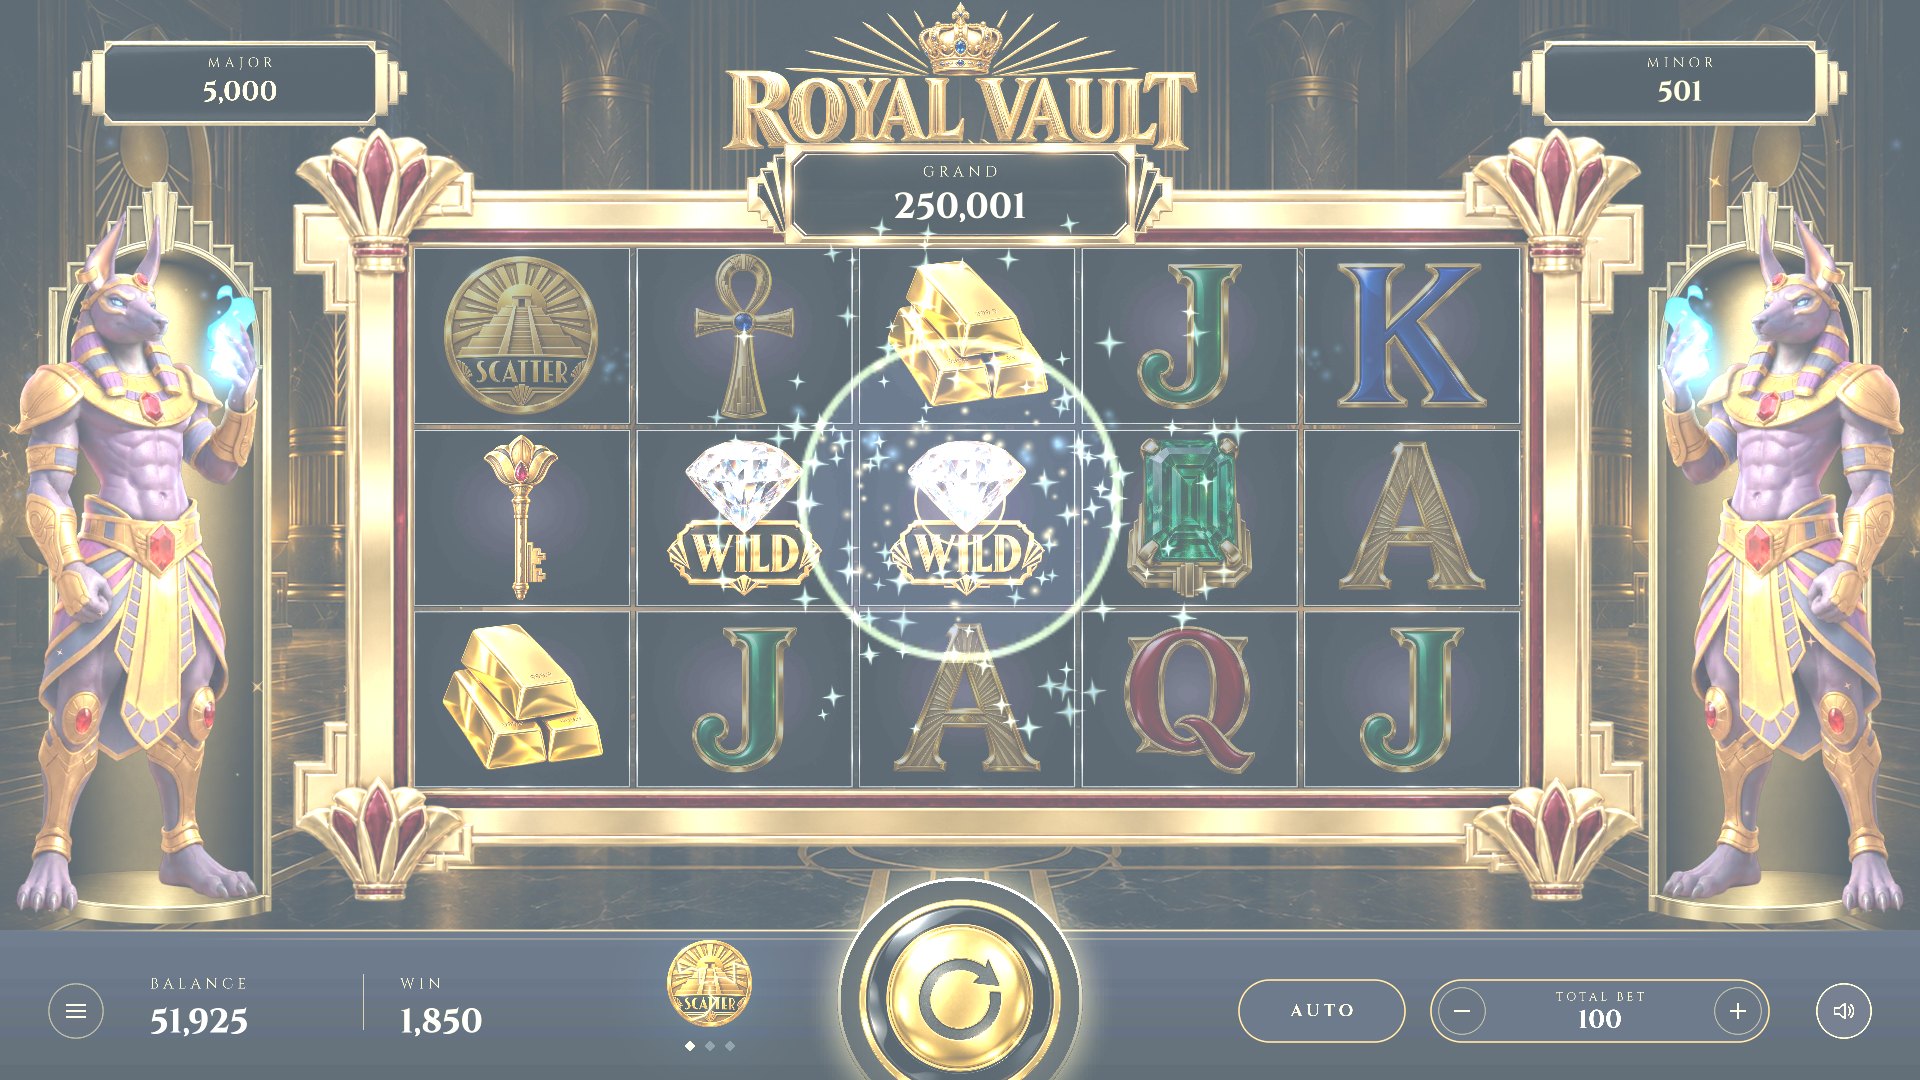 MAJOR
5,000
ROYAL VAULT
MINOR
501
GRAND
250,001
J
K
SCATTER
WILD
WILD
A
J
A
Q
J
BALANCE
51,925
WIN
1,850
SCATTER
AUTO
TOTAL BET
100